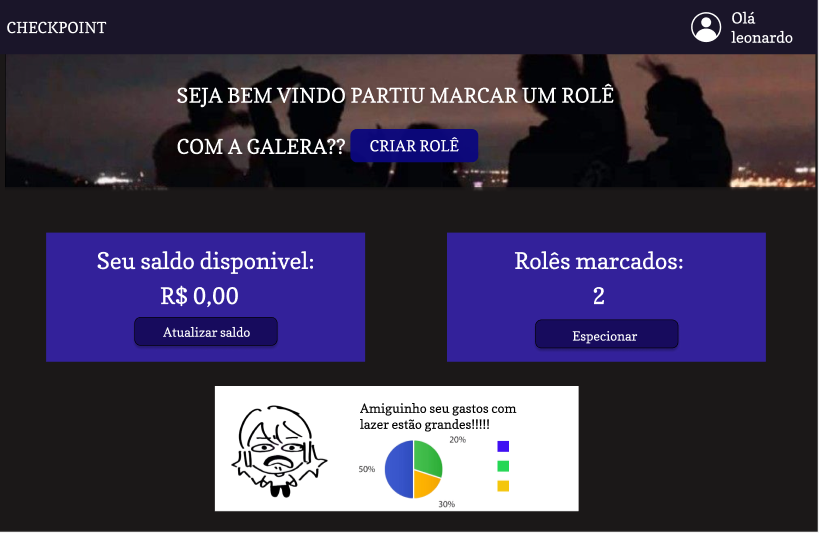 CHECKPOINT
Olá
leonardo
SEJA BEM VINDO PARTIU MARCAR UM ROLÊ
COM A GALERA??
CRIAR ROLÊ
Seu saldo disponivel:
R$ 0,00
Atualizar saldo
Rolês marcados:
2
Especionar
Amiguinho seu gastos com
lazer estão grandes!!!!!
20%
50%
30%